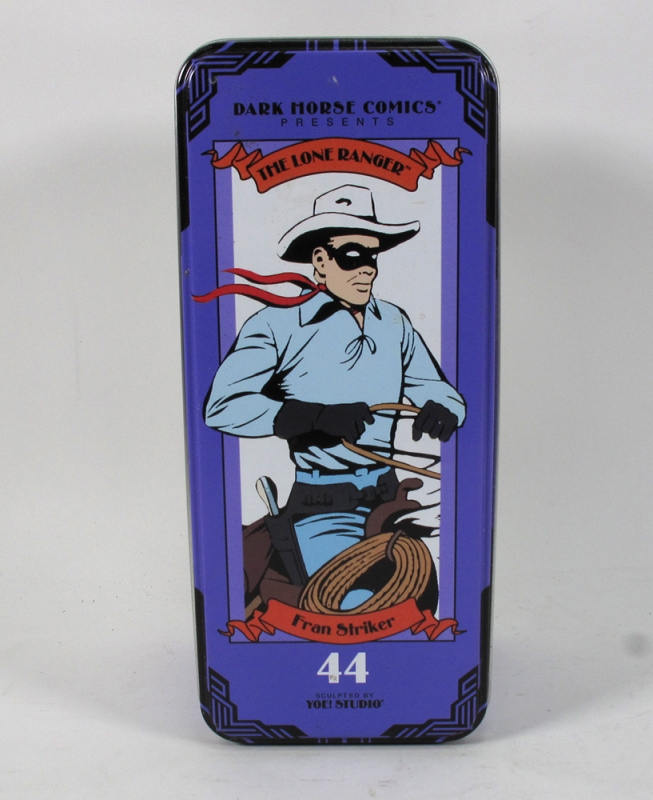 DARK HORSE COMICS®
PRESENTS
THE LONE RANGER™
Fran Striker
44
SCULPTED BY
YOE! STUDIO®